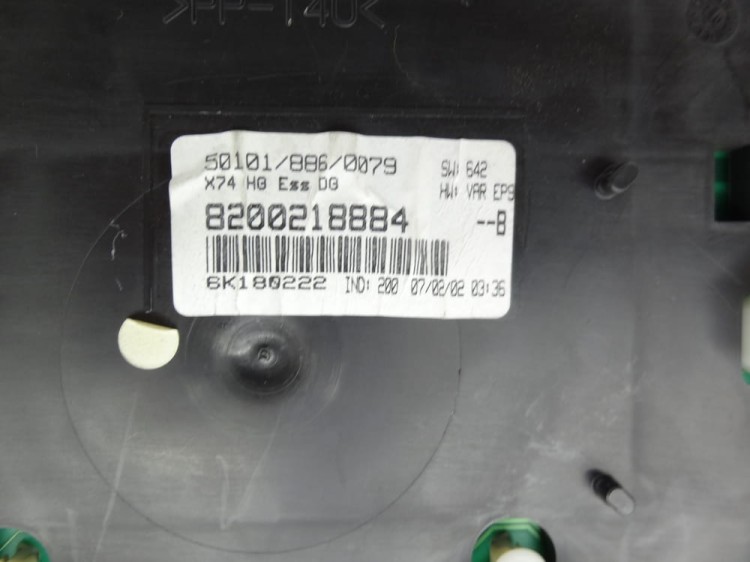 >PP-T40<
50101/886/0079
SW: 642
X74 HG Ess DG
HW: VAR EPS
8200218884
--B
6K180222 IND: 200 07/02/02 03:36